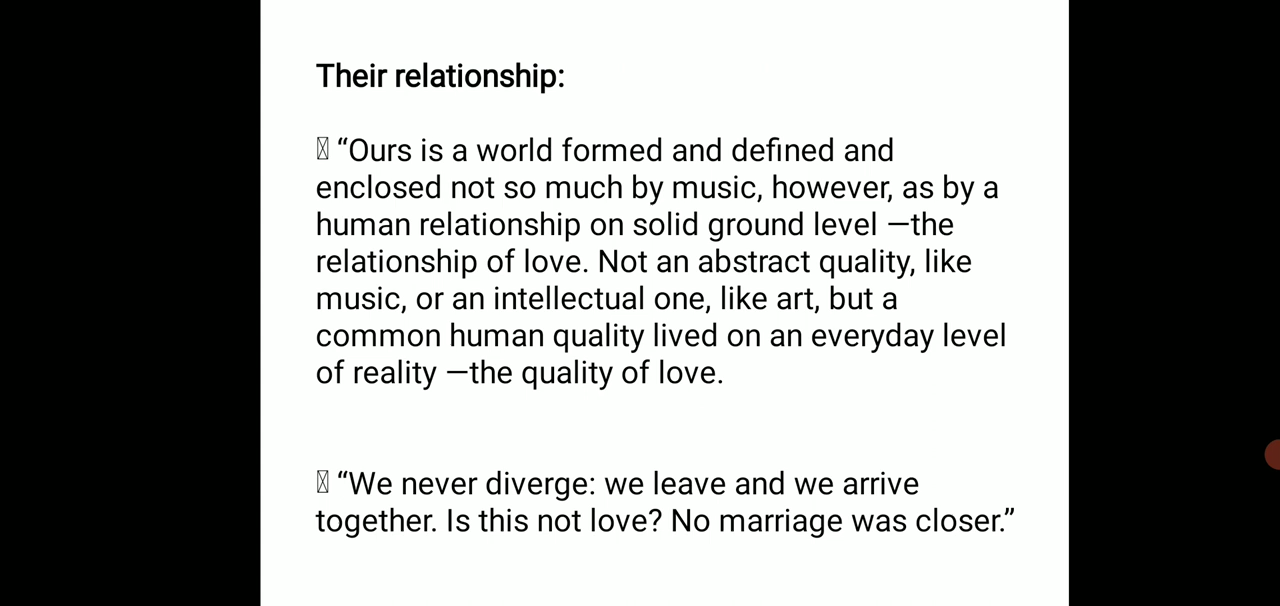 Their relationship:
“Ours is a world formed and defined and
enclosed not so much by music, however, as by a
human relationship on solid ground level —the
relationship of love. Not an abstract quality, like
music, or an intellectual one, like art, but a
common human quality lived on an everyday level
of reality —the quality of love.
“We never diverge: we leave and we arrive
together. Is this not love? No marriage was closer.”